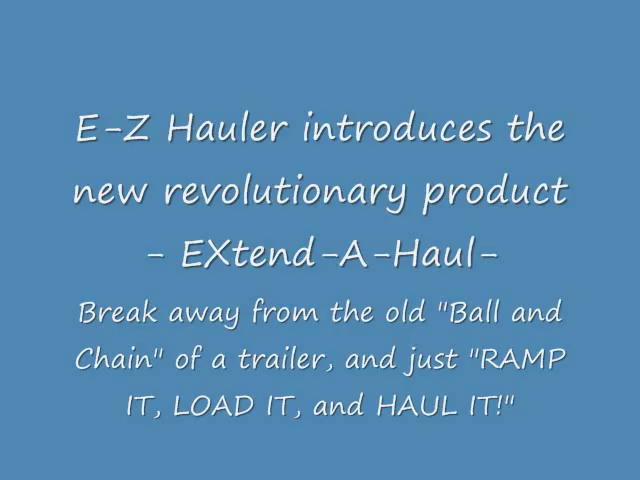 E-Z Hauler introduces the
new revolutionary product
- EXtend-A-Haul-
Break away from the old "Ball and
Chain" of a trailer, and just "RAMP
IT, LOAD IT, and HAUL IT!"